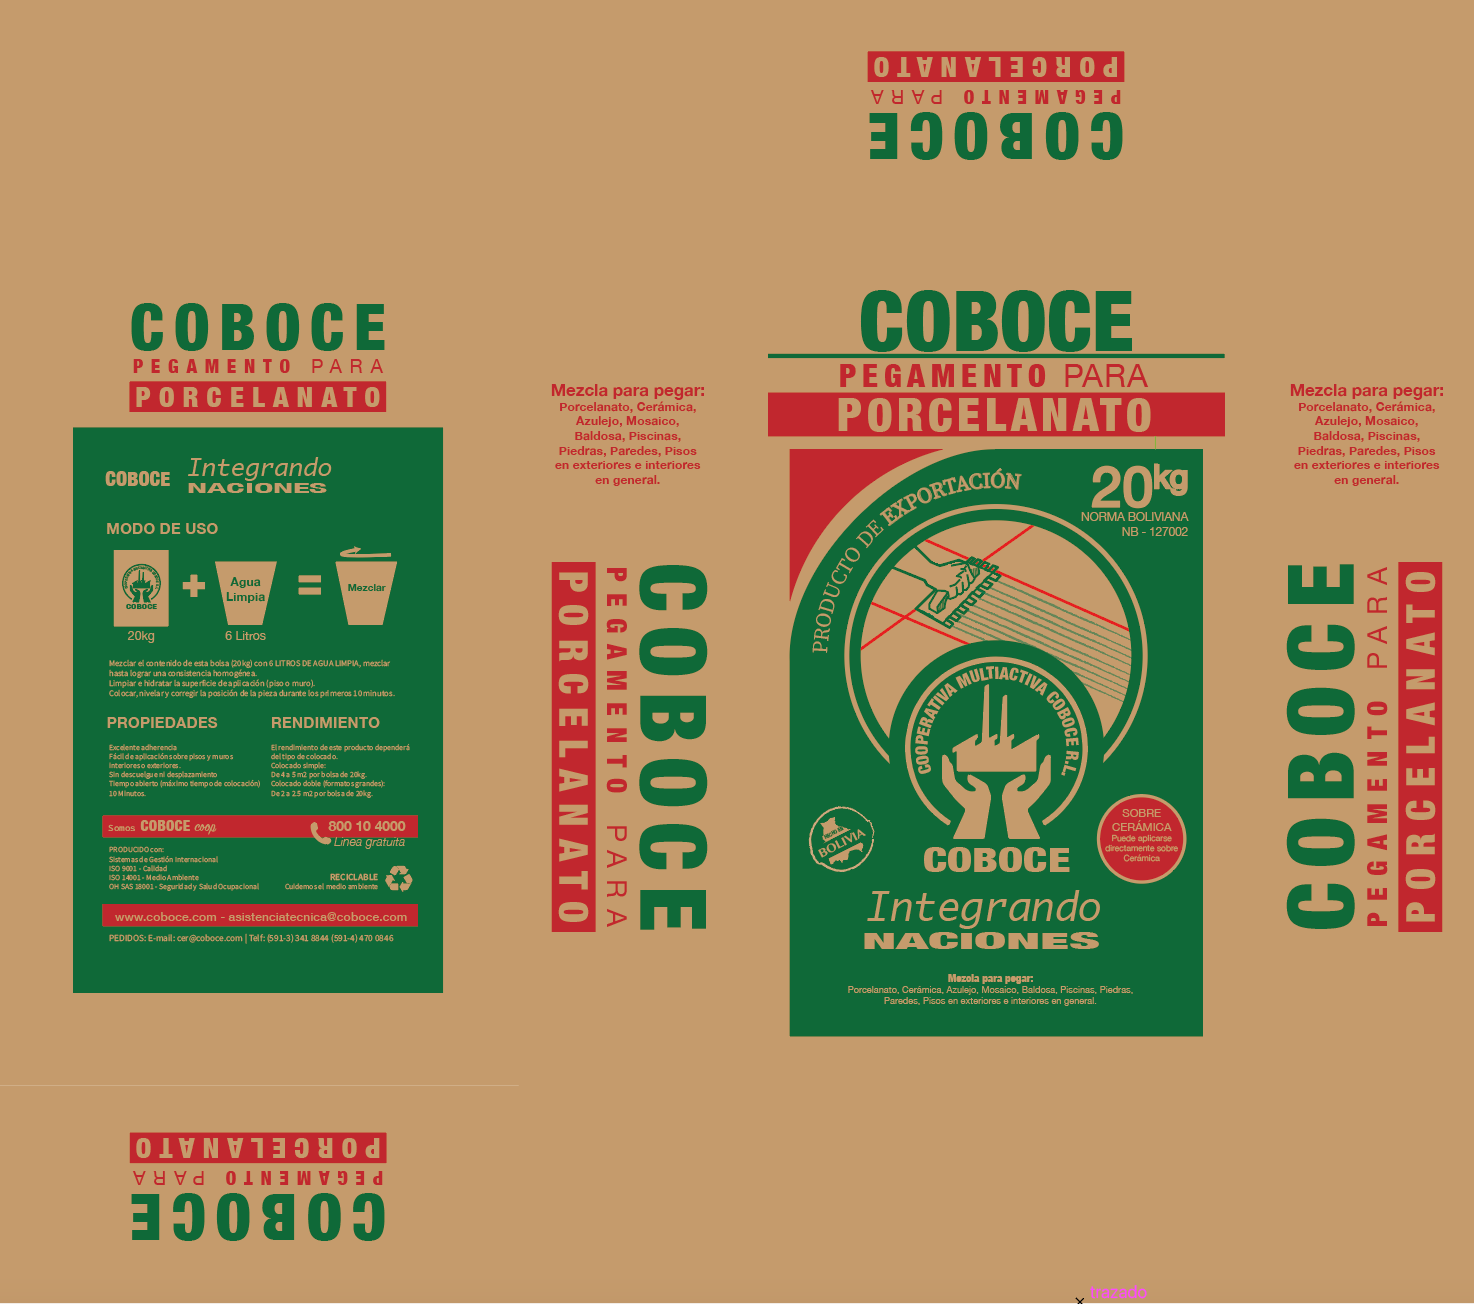 PORCELANATO
PEGAMENTO PARA
COBOCE
COBOCE
PEGAMENTO PARA
PORCELANATO
COBOCE
Integrando
NACIONES
MODO DE USO
COBOCE
Agua
Limpia
Mezclar
20kg
6 Litros
Mezclar el contenido de esta bolsa (20kg) con 6 LITROS DE AGUA LIMPIA, mezclar
hasta lograr una consistencia homogénea.
Limpiar e hidratar la superficie de aplicación (piso o muro).
Colocar, nivelar y corregir la posición de la pieza durante los primeros 10 minutos.
PROPIEDADES
Excelente adherencia
Fácil de aplicación sobre pisos y muros
Interiores o exteriores.
Sin descuelgue ni desplazamiento
Tiempo abierto (máximo tiempo de colocación)
10 Minutos.
RENDIMIENTO
El rendimiento de este producto dependerá
del tipo de colocado.
Colocado simple:
De 4 a 5 m2 por bolsa de 20kg.
Colocado doble (formatos grandes):
De 2 a 2.5 m2 por bolsa de 20kg.
Somos COBOCE coop
800 10 4000
Linea gratuita
PRODUCIDO con:
Sistemas de Gestión Internacional
ISO 9001 - Calidad
ISO 14001 - Medio Ambiente
OH SAS 18001 - Seguridad y Salud Ocupacional
RECICLABLE
Cuidemos el medio ambiente
www.coboce.com - asistenciatecnica@coboce.com
PEDIDOS: E-mail: cer@coboce.com | Telf: (591-3) 341 8844 (591-4) 470 0846
PORCELANATO
PEGAMENTO PARA
COBOCE
Mezcla para pegar:
Porcelanato, Cerámica,
Azulejo, Mosaico,
Baldosa, Piscinas,
Piedras, Paredes, Pisos
en exteriores e interiores
en general.
COBOCE
PEGAMENTO PARA
PORCELANATO
COBOCE
PEGAMENTO PARA
PORCELANATO
PRODUCTO DE EXPORTACIÓN
20kg
NORMA BOLIVIANA
NB - 127002
COOPERATIVA MULTIACTIVA COBOCE R.L.
HECHO EN
BOLIVIA
SOBRE
CERÁMICA
Puede aplicarse
directamente sobre
Cerámica
COBOCE
Integrando
NACIONES
Mezcla para pegar:
Porcelanato, Cerámica, Azulejo, Mosaico, Baldosa, Piscinas, Piedras,
Paredes, Pisos en exteriores e interiores en general.
Mezcla para pegar:
Porcelanato, Cerámica,
Azulejo, Mosaico,
Baldosa, Piscinas,
Piedras, Paredes, Pisos
en exteriores e interiores
en general.
COBOCE
PEGAMENTO PARA
PORCELANATO
trazado